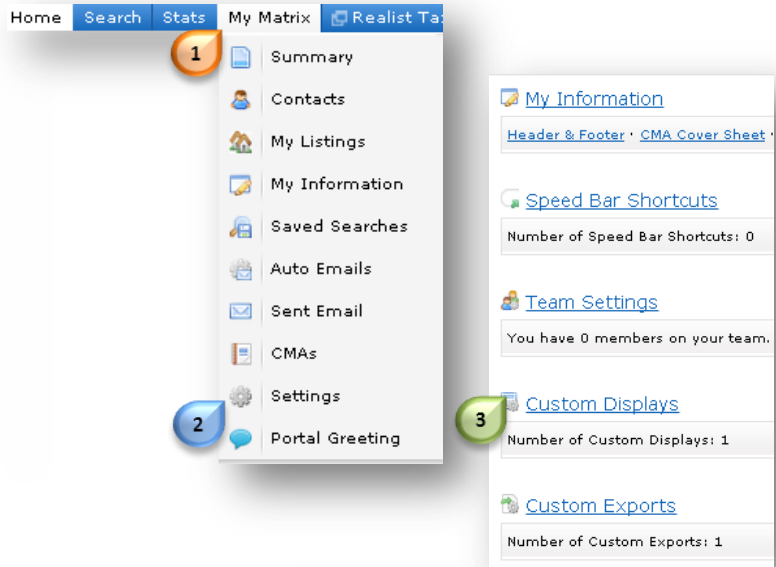 Home Search Stats My Matrix Realist Ta
1
Summary
Contacts
My Listings
My Information
Saved Searches
Auto Emails
Sent Email
CMAs
Settings
2
Portal Greeting
My Information
Header & Footer · CMA Cover Sheet ·
Speed Bar Shortcuts
Number of Speed Bar Shortcuts: 0
Team Settings
You have 0 members on your team.
Custom Displays
3
Number of Custom Displays: 1
Custom Exports
Number of Custom Exports: 1